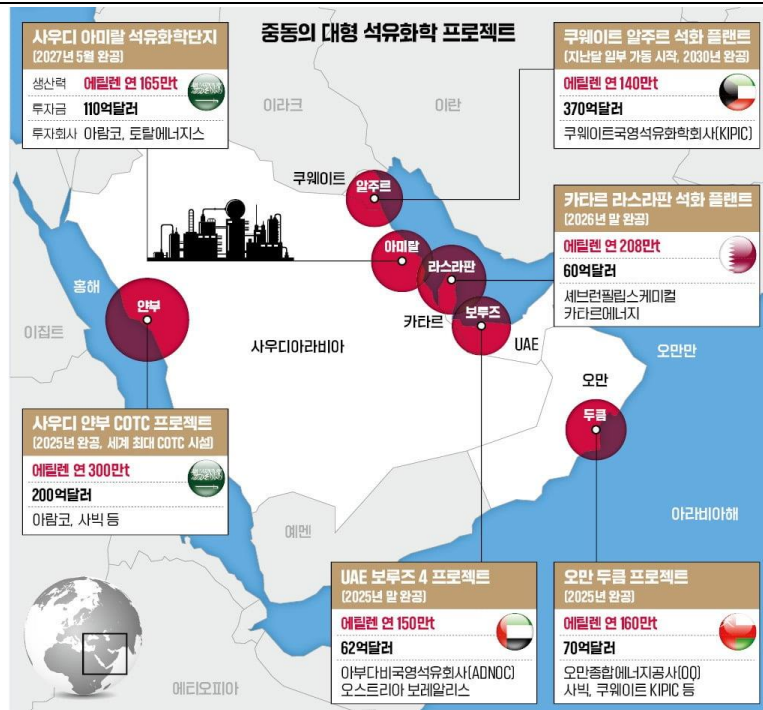 중동의 대형 석유화학 프로젝트
사우디 아미랄 석유화학단지
(2027년 5월 완공)
생산력 에틸렌 연 165만t
투자금 110억달러
투자회사 아람코, 토탈에너지스
쿠웨이트 알주르 석화 플랜트
(지난달 일부 가동 시작, 2030년 완공)
에틸렌 연 140만t
370억달러
쿠웨이트국영석유화학회사(KIPIC)
카타르 라스라판 석화 플랜트
(2026년 말 완공)
에틸렌 연 208만t
60억달러
셰브런필립스케미컬
카타르에너지
이라크
이란
쿠웨이트
알주르
아미랄
라스라판
홍해
얀부
카타르
보루즈
이집트
사우디아라비아
UAE
오만만
오만
두큼
사우디 얀부 COTC 프로젝트
(2025년 완공, 세계 최대 COTC 시설)
에틸렌 연 300만t
200억달러
아람코, 사빅 등
아라비아해
예멘
UAE 보루즈 4 프로젝트
(2025년 말 완공)
에틸렌 연 150만t
62억달러
아부다비국영석유회사(ADNOC)
오스트리아 보레알리스
오만 두큼 프로젝트
(2025년 완공)
에틸렌 연 160만t
70억달러
오만종합에너지공사(OQ)
사빅, 쿠웨이트 KIPIC 등
에티오피아